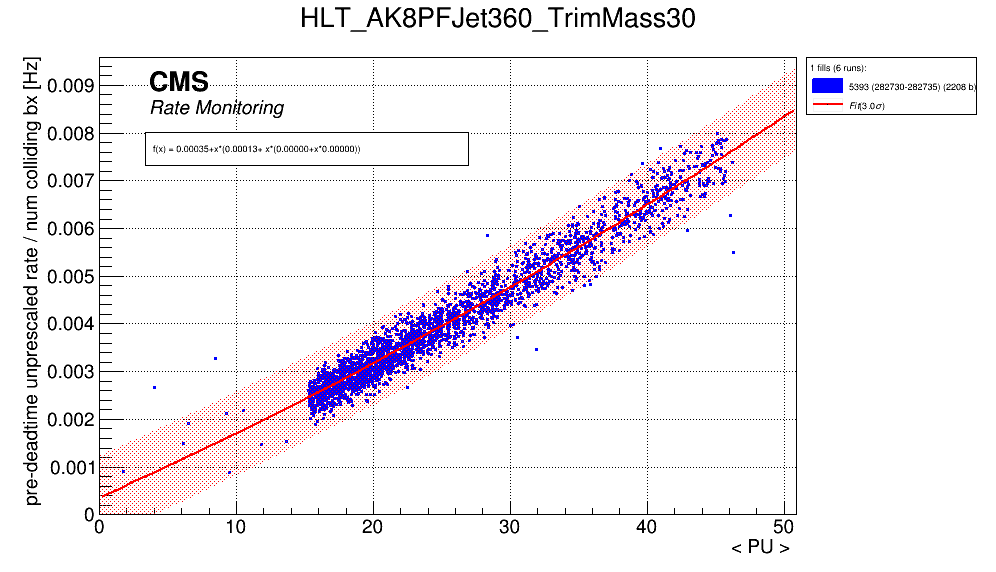 HLT_AK8PFJet360_TrimMass30
pre-deadtime unprescaled rate / num colliding bx [Hz]
CMS
Rate Monitoring
f(x) = 0.00035+x*(0.00013+ x*(0.00000+x*0.00000))
1 fills (6 runs):
5393 (282730-282735) (2208 b)
Fit(3.0σ)
0.009
0.008
0.007
0.006
0.005
0.004
0.003
0.002
0.001
0
0 10 20 30 40 50
< PU >